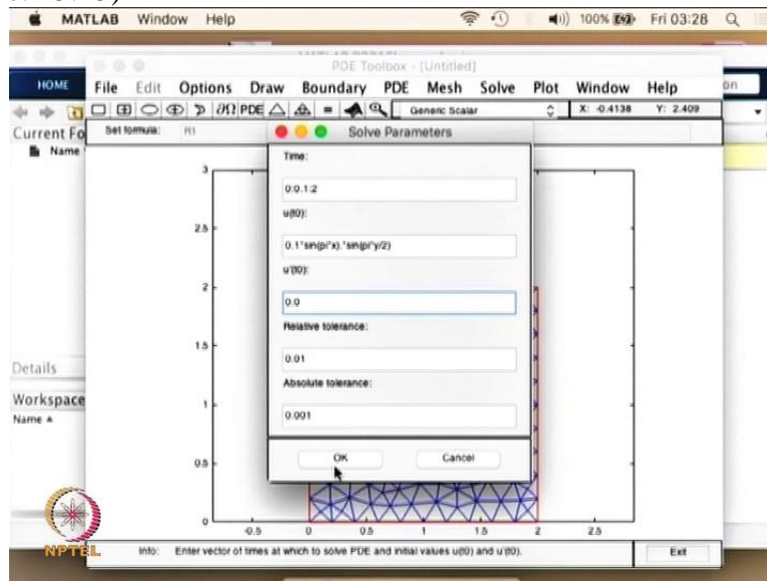 MATLAB Window Help 100% Fri 03:28
PDE Toolbox - [Untitled]
HOME
File Edit Options Draw Boundary PDE Mesh Solve Plot Window Help
∂Ω PDE = Generic Scalar X: -0.4138 Y: 2.409
Current Fo
Set formula: R1
Name
Solve Parameters
Time:
0:0.1:2
u(t0):
0.1*sin(pi*x).*sin(pi*y/2)
u'(t0):
0.0
Relative tolerance:
0.01
Absolute tolerance:
0.001
OK Cancel
3
2.5
2
1.5
1
0.5
0
-0.5 0 0.5 1 1.5 2 2.5
Details
Workspace
Name
NPTEL
Info: Enter vector of times at which to solve PDE and initial values u(t0) and u'(t0). Exit